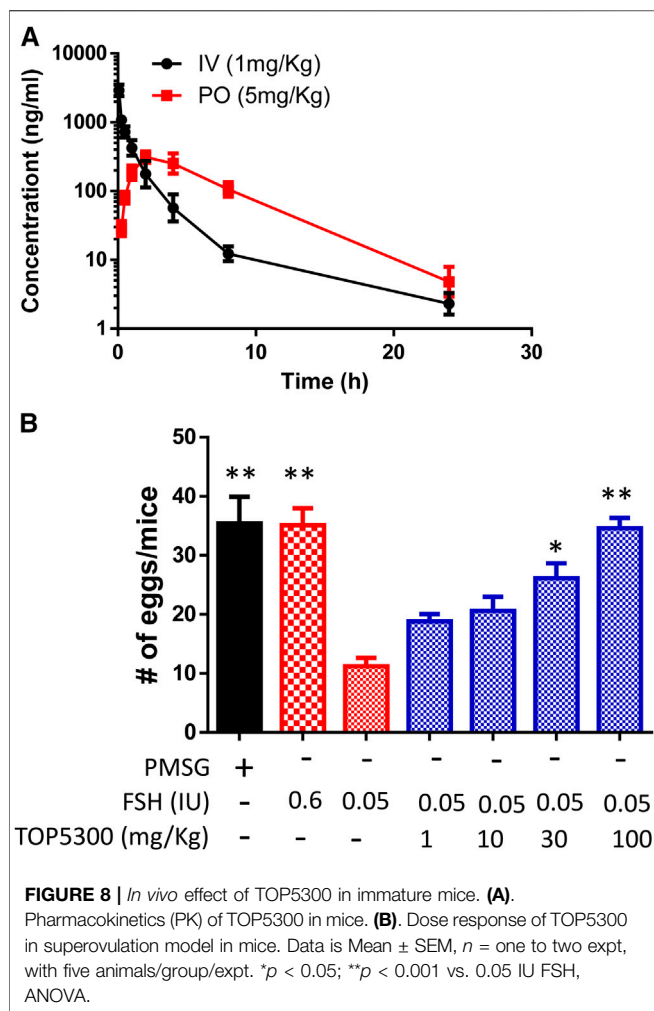 A
10000
1000
100
10
1
Concentrationt (ng/ml)
IV (1mg/Kg)
PO (5mg/Kg)
0 10 20 30
Time (h)
B
50
40
30
20
10
0
# of eggs/mice
** ** * **
PMSG + - - - - - -
FSH (IU) - 0.6 0.05 0.05 0.05 0.05 0.05
TOP5300 (mg/Kg) - - - 1 10 30 100
FIGURE 8 | In vivo effect of TOP5300 in immature mice. (A).
Pharmacokinetics (PK) of TOP5300 in mice. (B). Dose response of TOP5300
in superovulation model in mice. Data is Mean ± SEM, n = one to two expt,
with five animals/group/expt. *p < 0.05; **p < 0.001 vs. 0.05 IU FSH,
ANOVA.